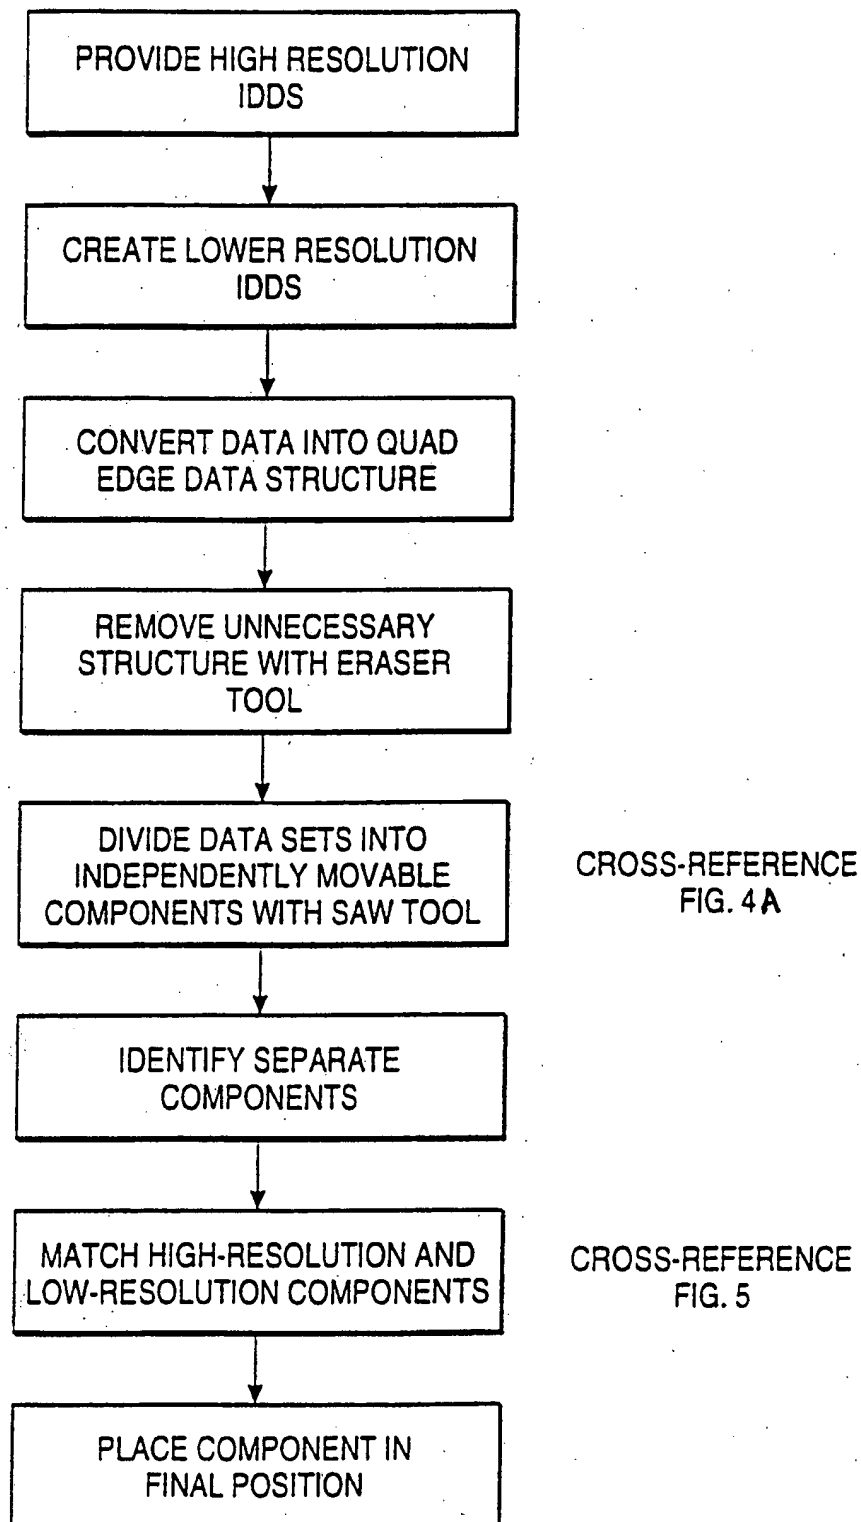 PROVIDE HIGH RESOLUTION
IDDS
CREATE LOWER RESOLUTION
IDDS
CONVERT DATA INTO QUAD
EDGE DATA STRUCTURE
REMOVE UNNECESSARY
STRUCTURE WITH ERASER
TOOL
DIVIDE DATA SETS INTO
INDEPENDENTLY MOVABLE
COMPONENTS WITH SAW TOOL
CROSS-REFERENCE
FIG. 4A
IDENTIFY SEPARATE
COMPONENTS
MATCH HIGH-RESOLUTION AND
LOW-RESOLUTION COMPONENTS
CROSS-REFERENCE
FIG. 5
PLACE COMPONENT IN
FINAL POSITION